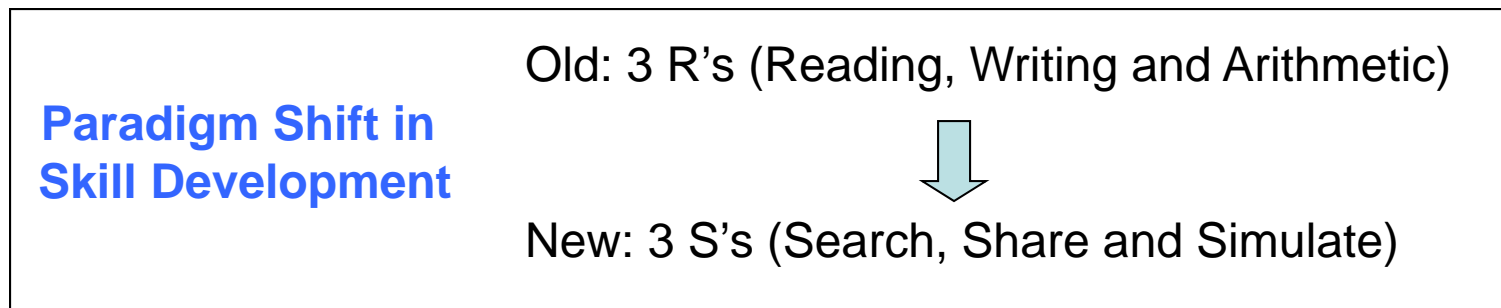 Old: 3 R’s (Reading, Writing and Arithmetic)
Paradigm Shift in
Skill Development
New: 3 S’s (Search, Share and Simulate)